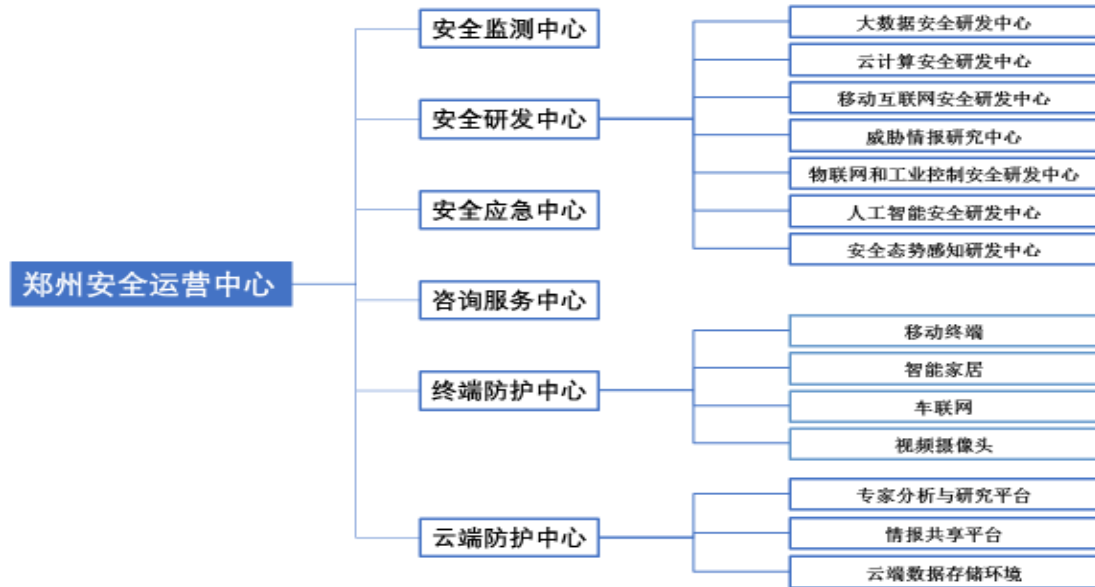 郑州安全运营中心
安全监测中心
安全研发中心
大数据安全研发中心
云计算安全研发中心
移动互联网安全研发中心
威胁情报研究中心
物联网和工业控制安全研发中心
人工智能安全研发中心
安全态势感知研发中心
安全应急中心
咨询服务中心
终端防护中心
移动终端
智能家居
车联网
视频摄像头
云端防护中心
专家分析与研究平台
情报共享平台
云端数据存储环境